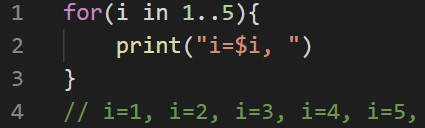 1 for(i in 1..5){
2 print("i=$i, ")
3 }
4 // i=1, i=2, i=3, i=4, i=5,